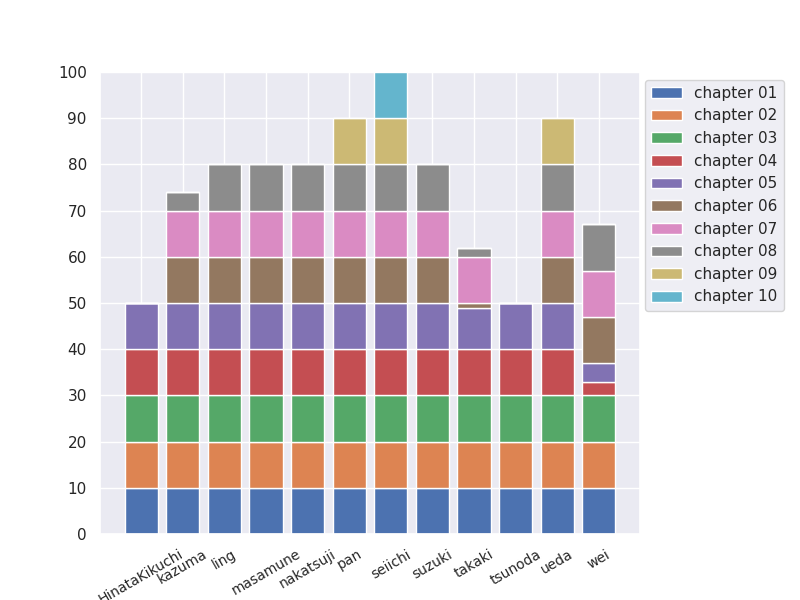 100
90
80
70
60
50
40
30
20
10
0
HinataKikuchi
kazuma
ling
masamune
nakatsuji
pan
seiichi
suzuki
takaki
tsunoda
ueda
wei
chapter 01
chapter 02
chapter 03
chapter 04
chapter 05
chapter 06
chapter 07
chapter 08
chapter 09
chapter 10